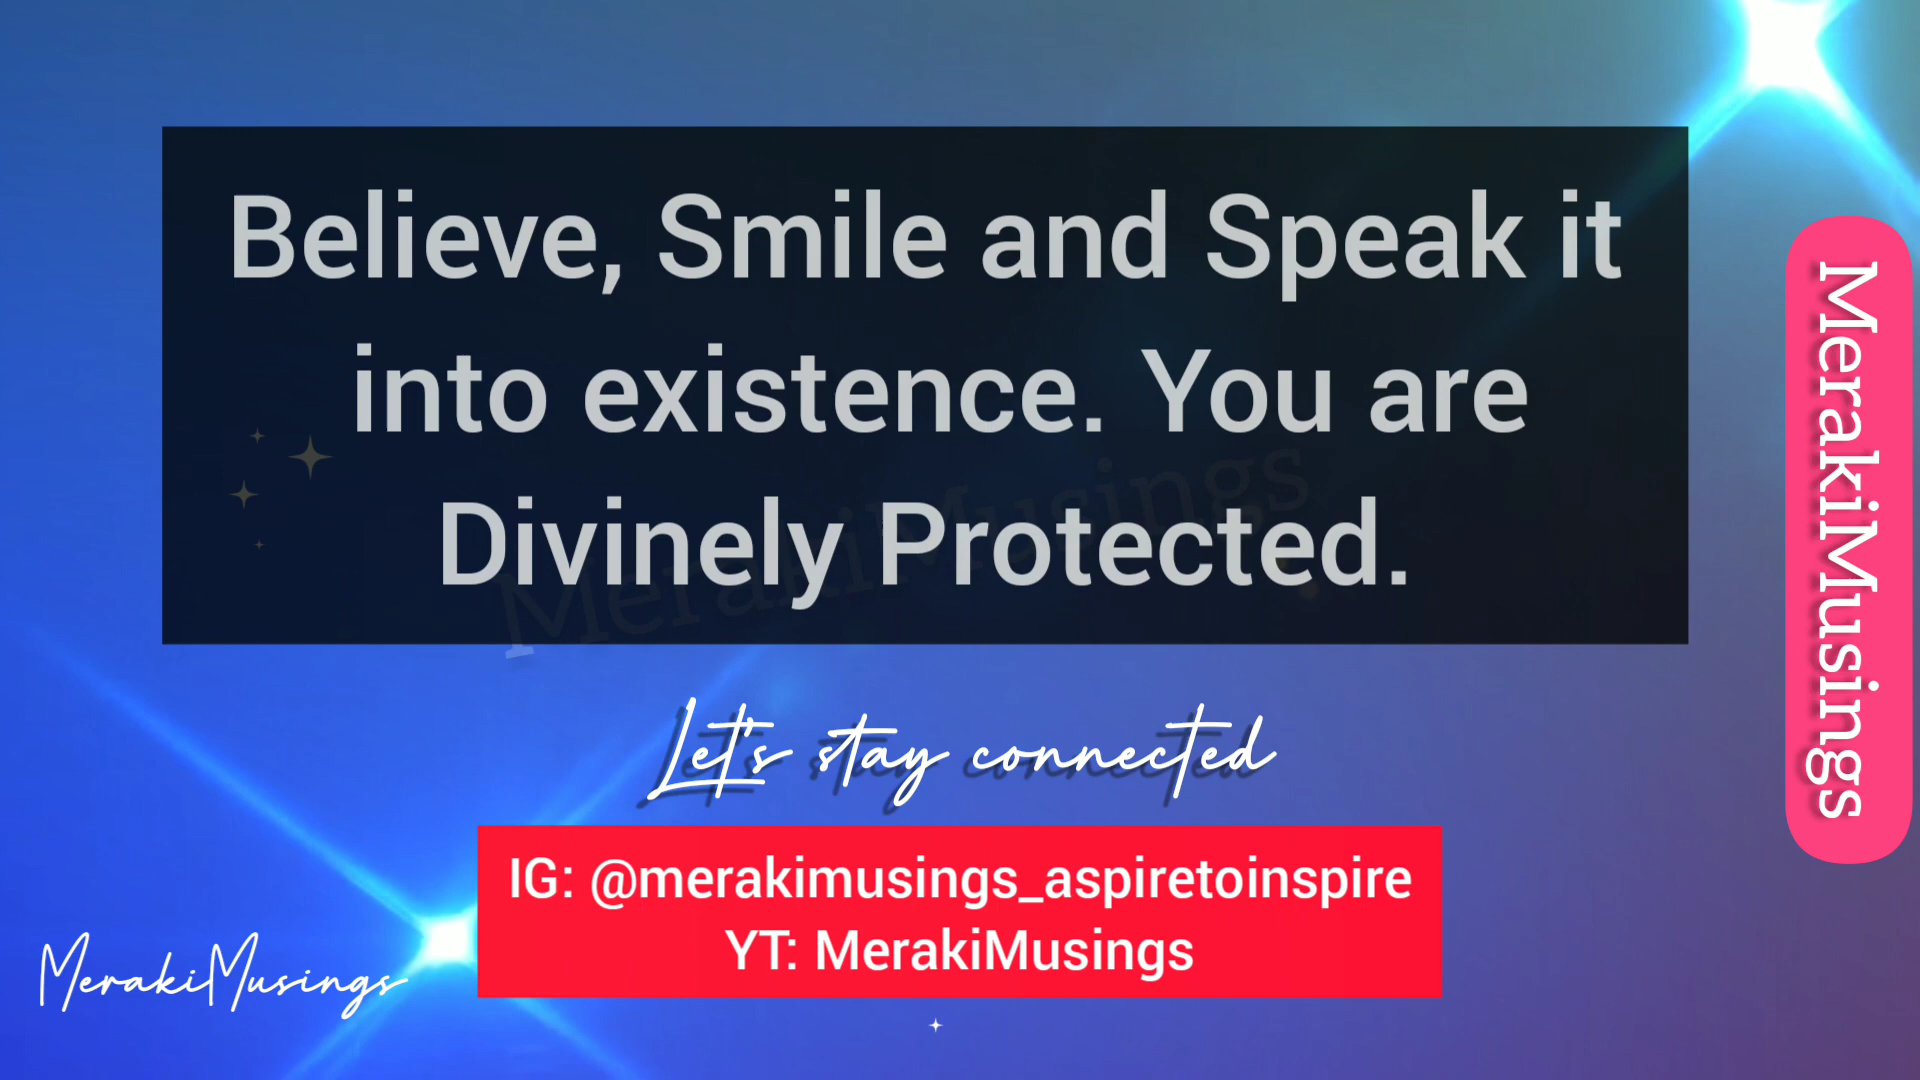 Believe, Smile and Speak it
into existence. You are
Divinely Protected.
MerakiMusings
Let's stay connected
IG: @merakimusings_aspiretoinspire
YT: MerakiMusings
MerakiMusings
MerakiMusings